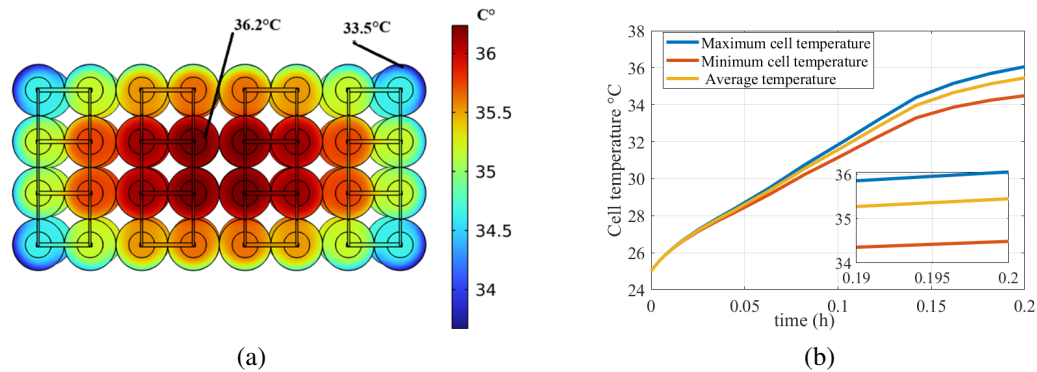 36.2°C
33.5°C
C°
36
35.5
35
34.5
34
(a)
38
36
34
32
30
28
26
24
Maximum cell temperature
Minimum cell temperature
Average temperature
Cell temperature °C
36
35
34
0.19
0.195
0.2
0
0.05
0.1
0.15
0.2
time (h)
(b)